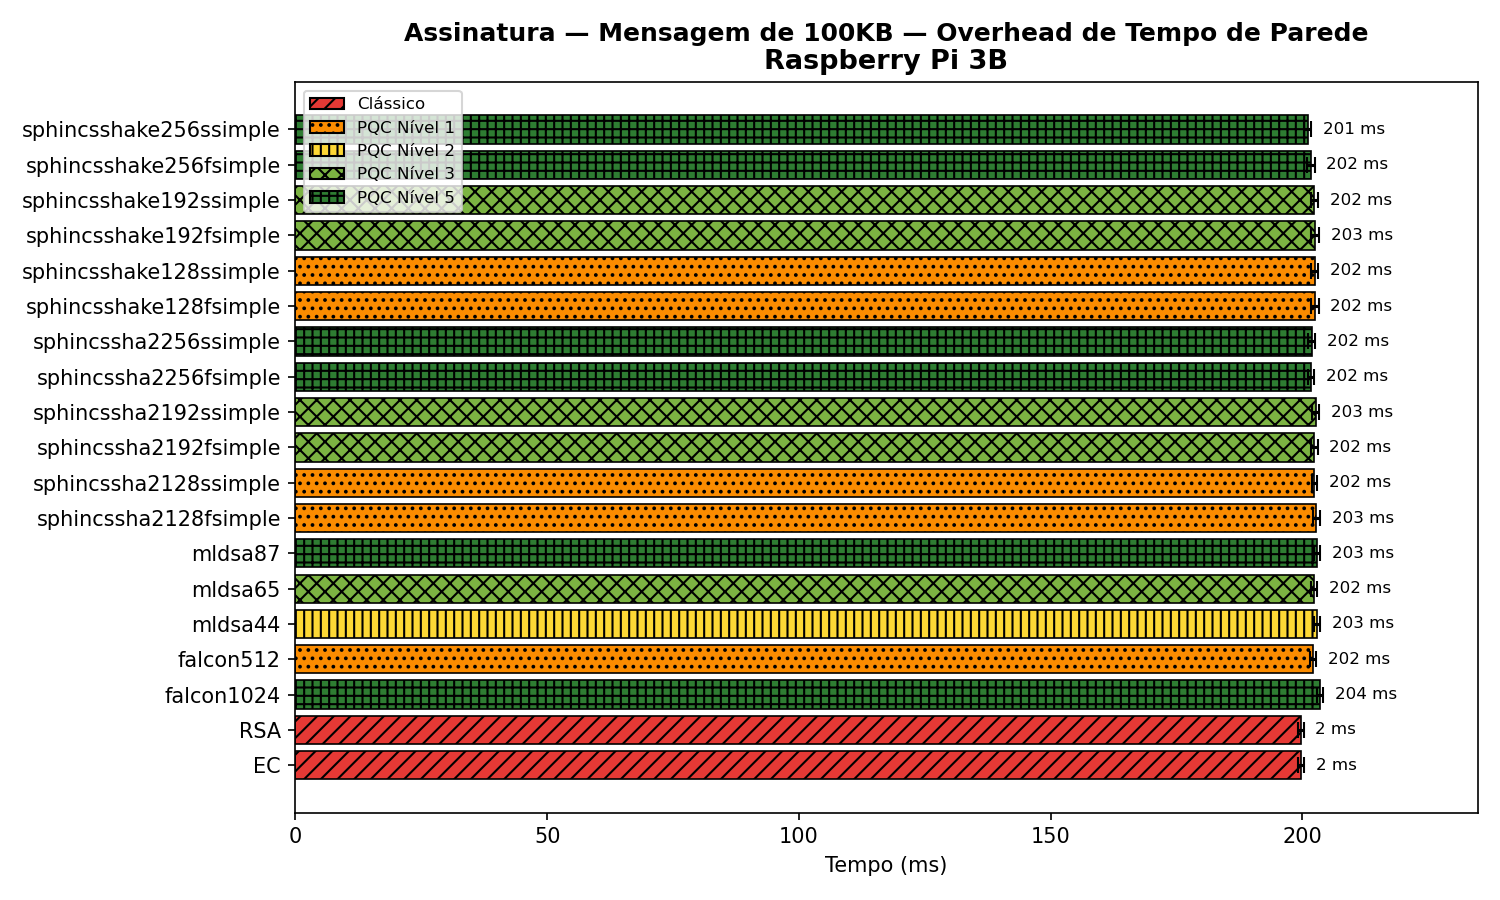 Assinatura — Mensagem de 100KB — Overhead de Tempo de Parede
Raspberry Pi 3B
Clássico
PQC Nível 1
PQC Nível 2
PQC Nível 3
PQC Nível 5
sphincsshake256ssimple 201 ms
sphincsshake256fsimple 202 ms
sphincsshake192ssimple 202 ms
sphincsshake192fsimple 203 ms
sphincsshake128ssimple 202 ms
sphincsshake128fsimple 202 ms
sphincssha2256ssimple 202 ms
sphincssha2256fsimple 202 ms
sphincssha2192ssimple 203 ms
sphincssha2192fsimple 202 ms
sphincssha2128ssimple 202 ms
sphincssha2128fsimple 203 ms
mldsa87 203 ms
mldsa65 202 ms
mldsa44 203 ms
falcon512 202 ms
falcon1024 204 ms
RSA 2 ms
EC 2 ms
0 50 100 150 200
Tempo (ms)